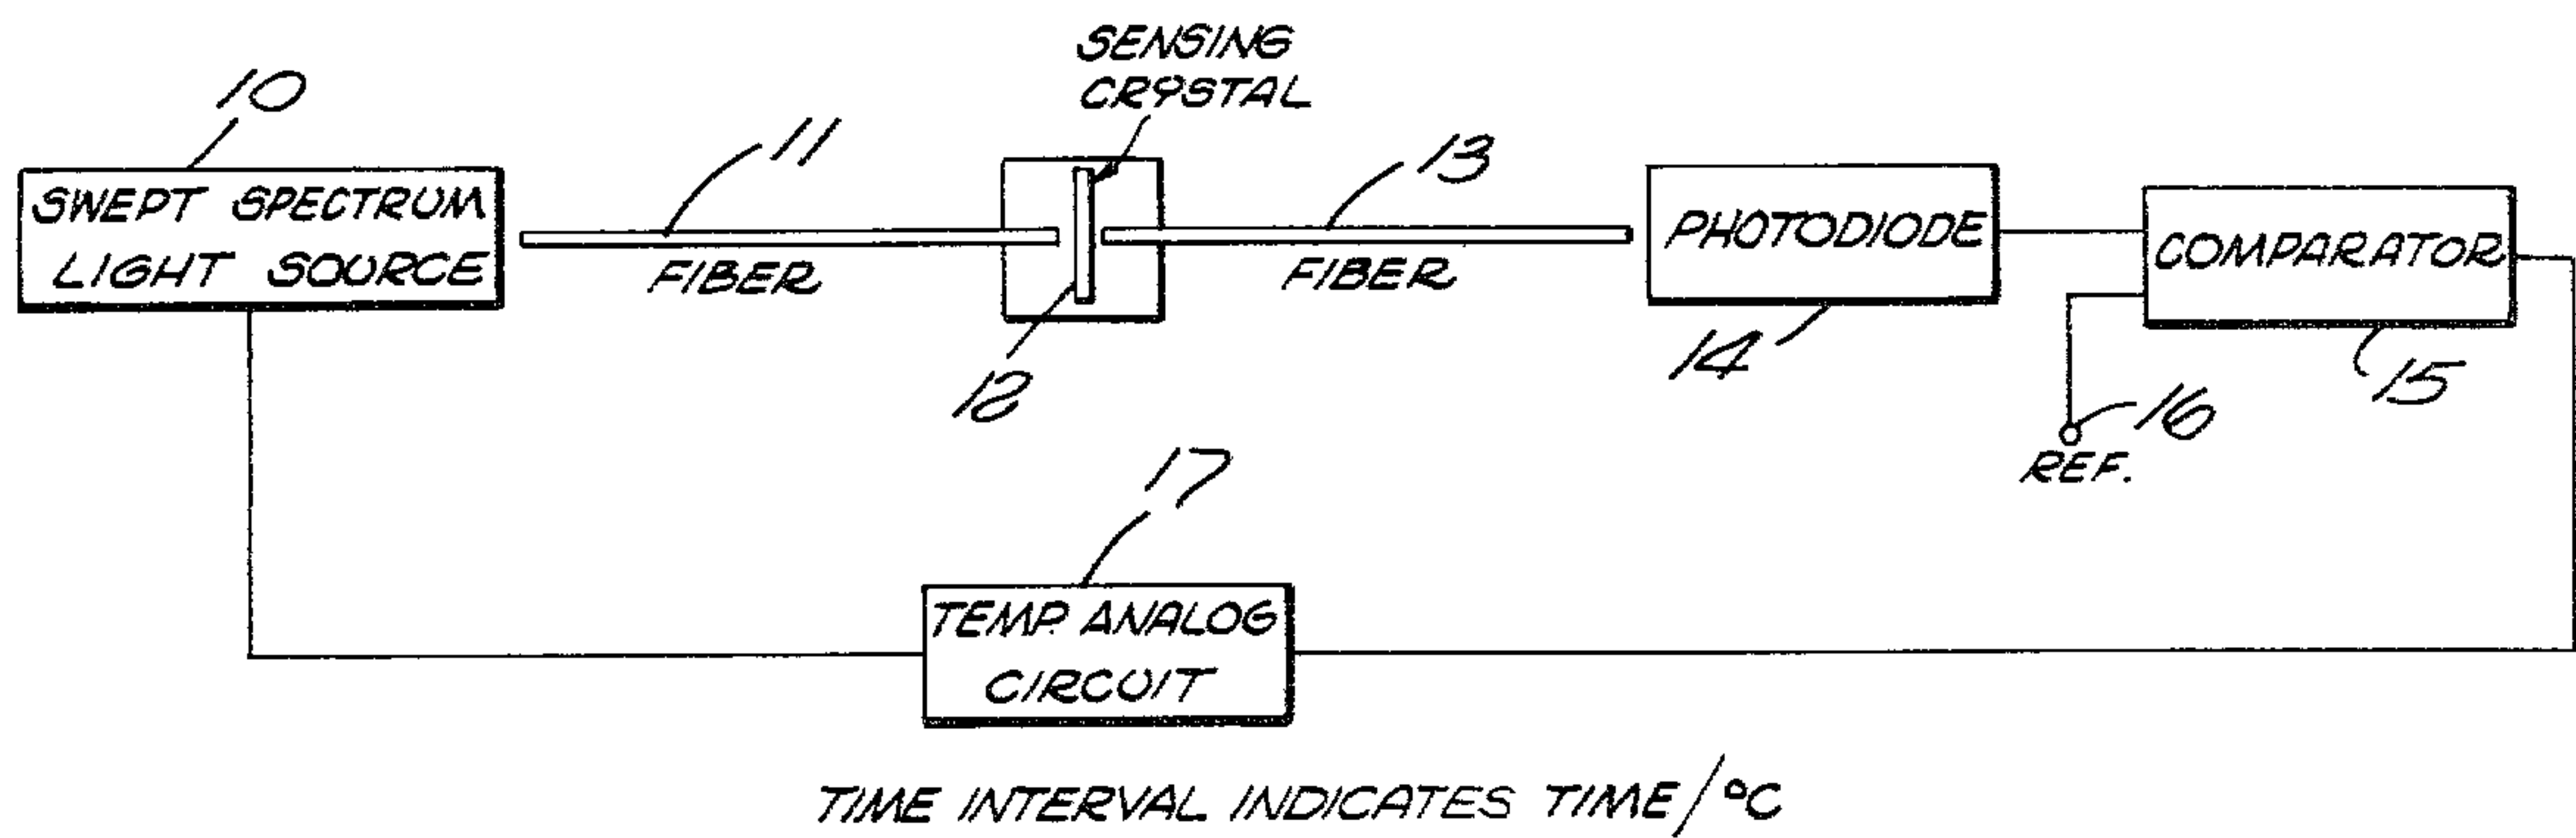 SENSING
CRYSTAL
10
11
13
SWEPT SPECTRUM
LIGHT SOURCE
FIBER
FIBER
PHOTODIODE
COMPARATOR
12
14
15
16
REF.
17
TEMP. ANALOG
CIRCUIT
TIME INTERVAL INDICATES TIME/°C